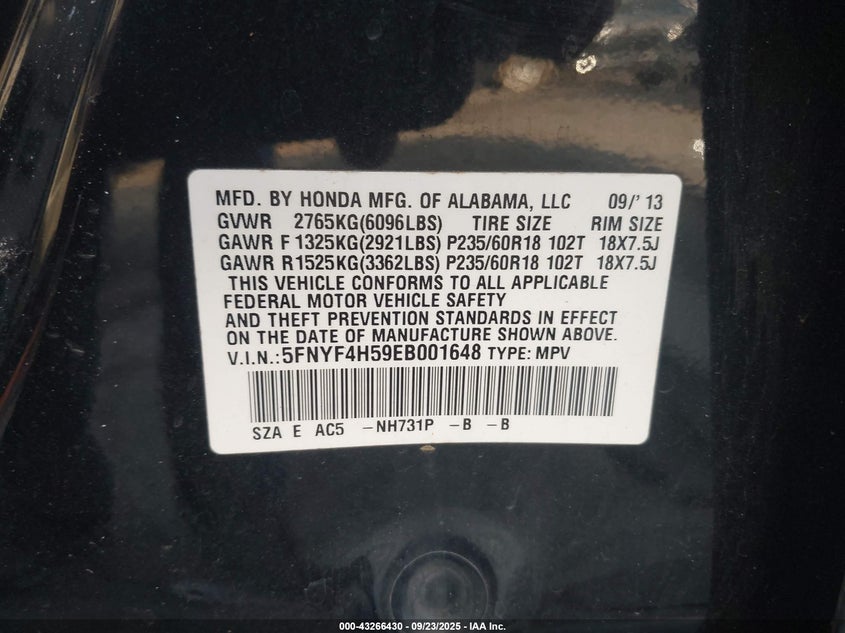 MFD. BY HONDA MFG. OF ALABAMA, LLC 09/'13
GVWR 2765KG(6096LBS) TIRE SIZE RIM SIZE
GAWR F 1325KG(2921LBS) P235/60R18 102T 18X7.5J
GAWR R1525KG(3362LBS) P235/60R18 102T 18X7.5J
THIS VEHICLE CONFORMS TO ALL APPLICABLE
FEDERAL MOTOR VEHICLE SAFETY
AND THEFT PREVENTION STANDARDS IN EFFECT
ON THE DATE OF MANUFACTURE SHOWN ABOVE.
V.I.N.:5FNYF4H59EB001648 TYPE: MPV
SZA E AC5 -NH731P -B -B
000-43266430 - 09/23/2025 - IAA Inc.